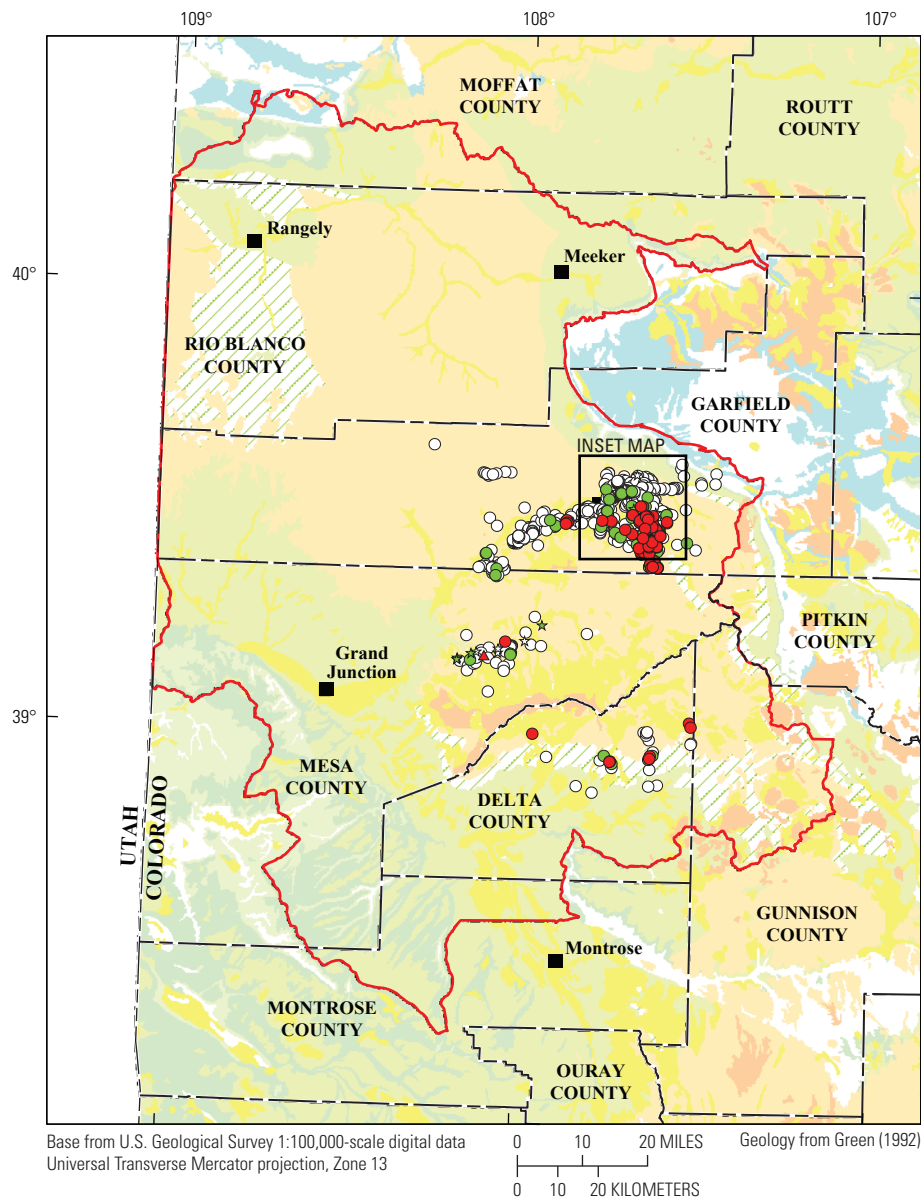 109°
108°
107°
MOFFAT
COUNTY
ROUTT
COUNTY
Rangely
Meeker
40°
RIO BLANCO
COUNTY
GARFIELD
COUNTY
INSET MAP
PITKIN
COUNTY
Grand
Junction
39°
MESA
COUNTY
DELTA
COUNTY
UTAH
COLORADO
GUNNISON
COUNTY
Montrose
MONTROSE
COUNTY
OURAY
COUNTY
Base from U.S. Geological Survey 1:100,000-scale digital data
Universal Transverse Mercator projection, Zone 13
0 10 20 MILES
0 10 20 KILOMETERS
Geology from Green (1992)